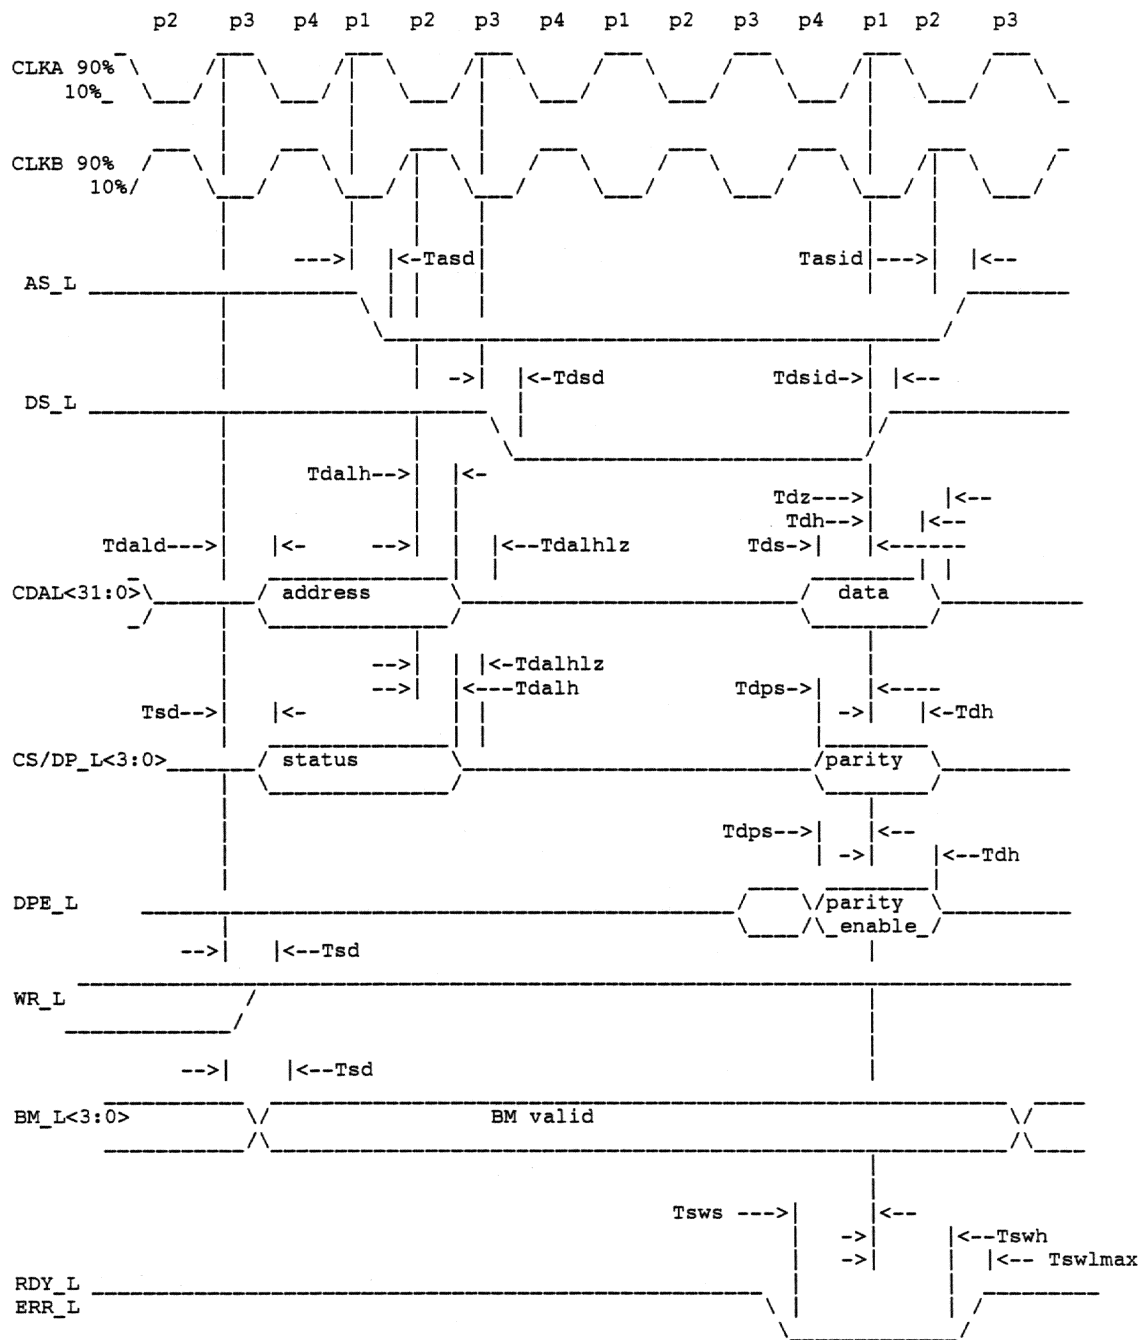 p2 p3 p4 p1 p2 p3 p4 p1 p2 p3 p4 p1 p2 p3
CLKA 90%
10%
CLKB 90%
10%
Tasd Tasid
AS_L
Tdsd Tdsid
DS_L
Tdalh
Tdz
Tdh
Tdald Tdalhlz Tds
CDAL<31:0> address data
Tdalhlz
Tdalh Tdps
Tsd Tdh
CS/DP_L<3:0> status parity
Tdps
Tdh
DPE_L parity
enable
Tsd
WR_L
Tsd
BM_L<3:0> BM valid
Tsws
Tswh
Tswlmax
RDY_L
ERR_L